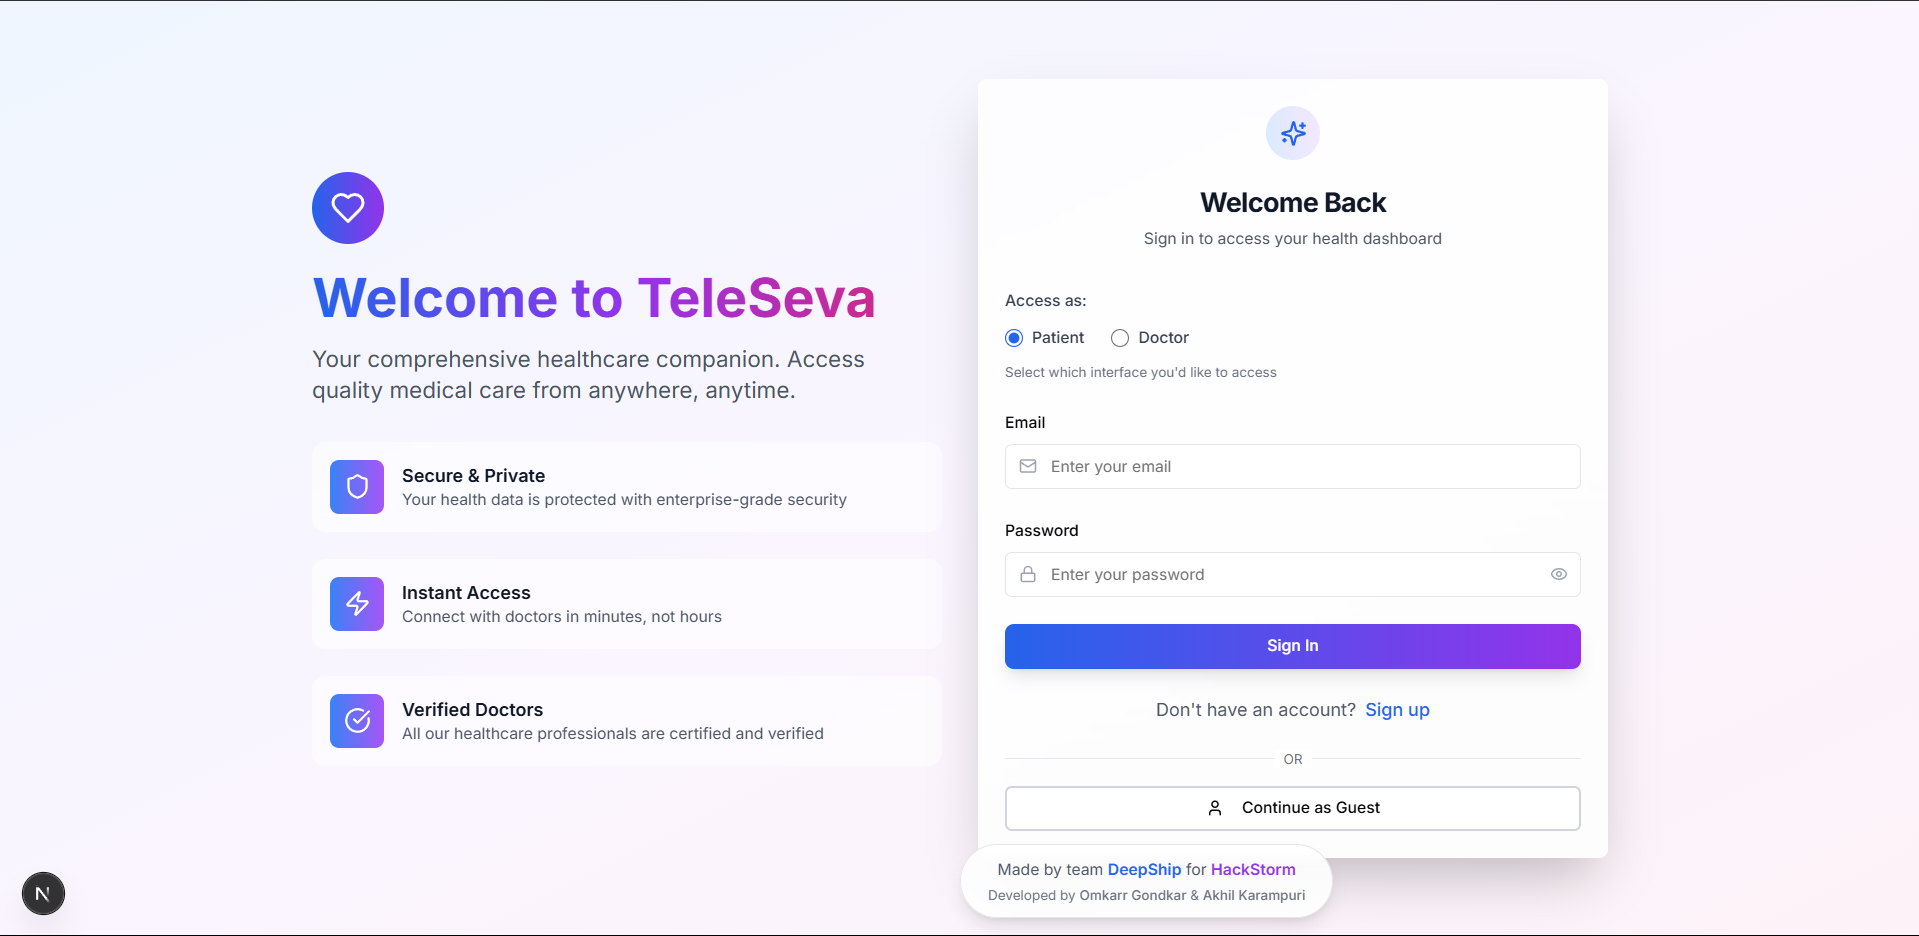 Welcome to TeleSeva
Your comprehensive healthcare companion. Access
quality medical care from anywhere, anytime.
Secure & Private
Your health data is protected with enterprise-grade security
Instant Access
Connect with doctors in minutes, not hours
Verified Doctors
All our healthcare professionals are certified and verified
Welcome Back
Sign in to access your health dashboard
Access as:
Patient Doctor
Select which interface you'd like to access
Email
Enter your email
Password
Enter your password
Sign In
Don't have an account? Sign up
OR
Continue as Guest
Made by team DeepShip for HackStorm
Developed by Omkarr Gondkar & Akhil Karampuri
N